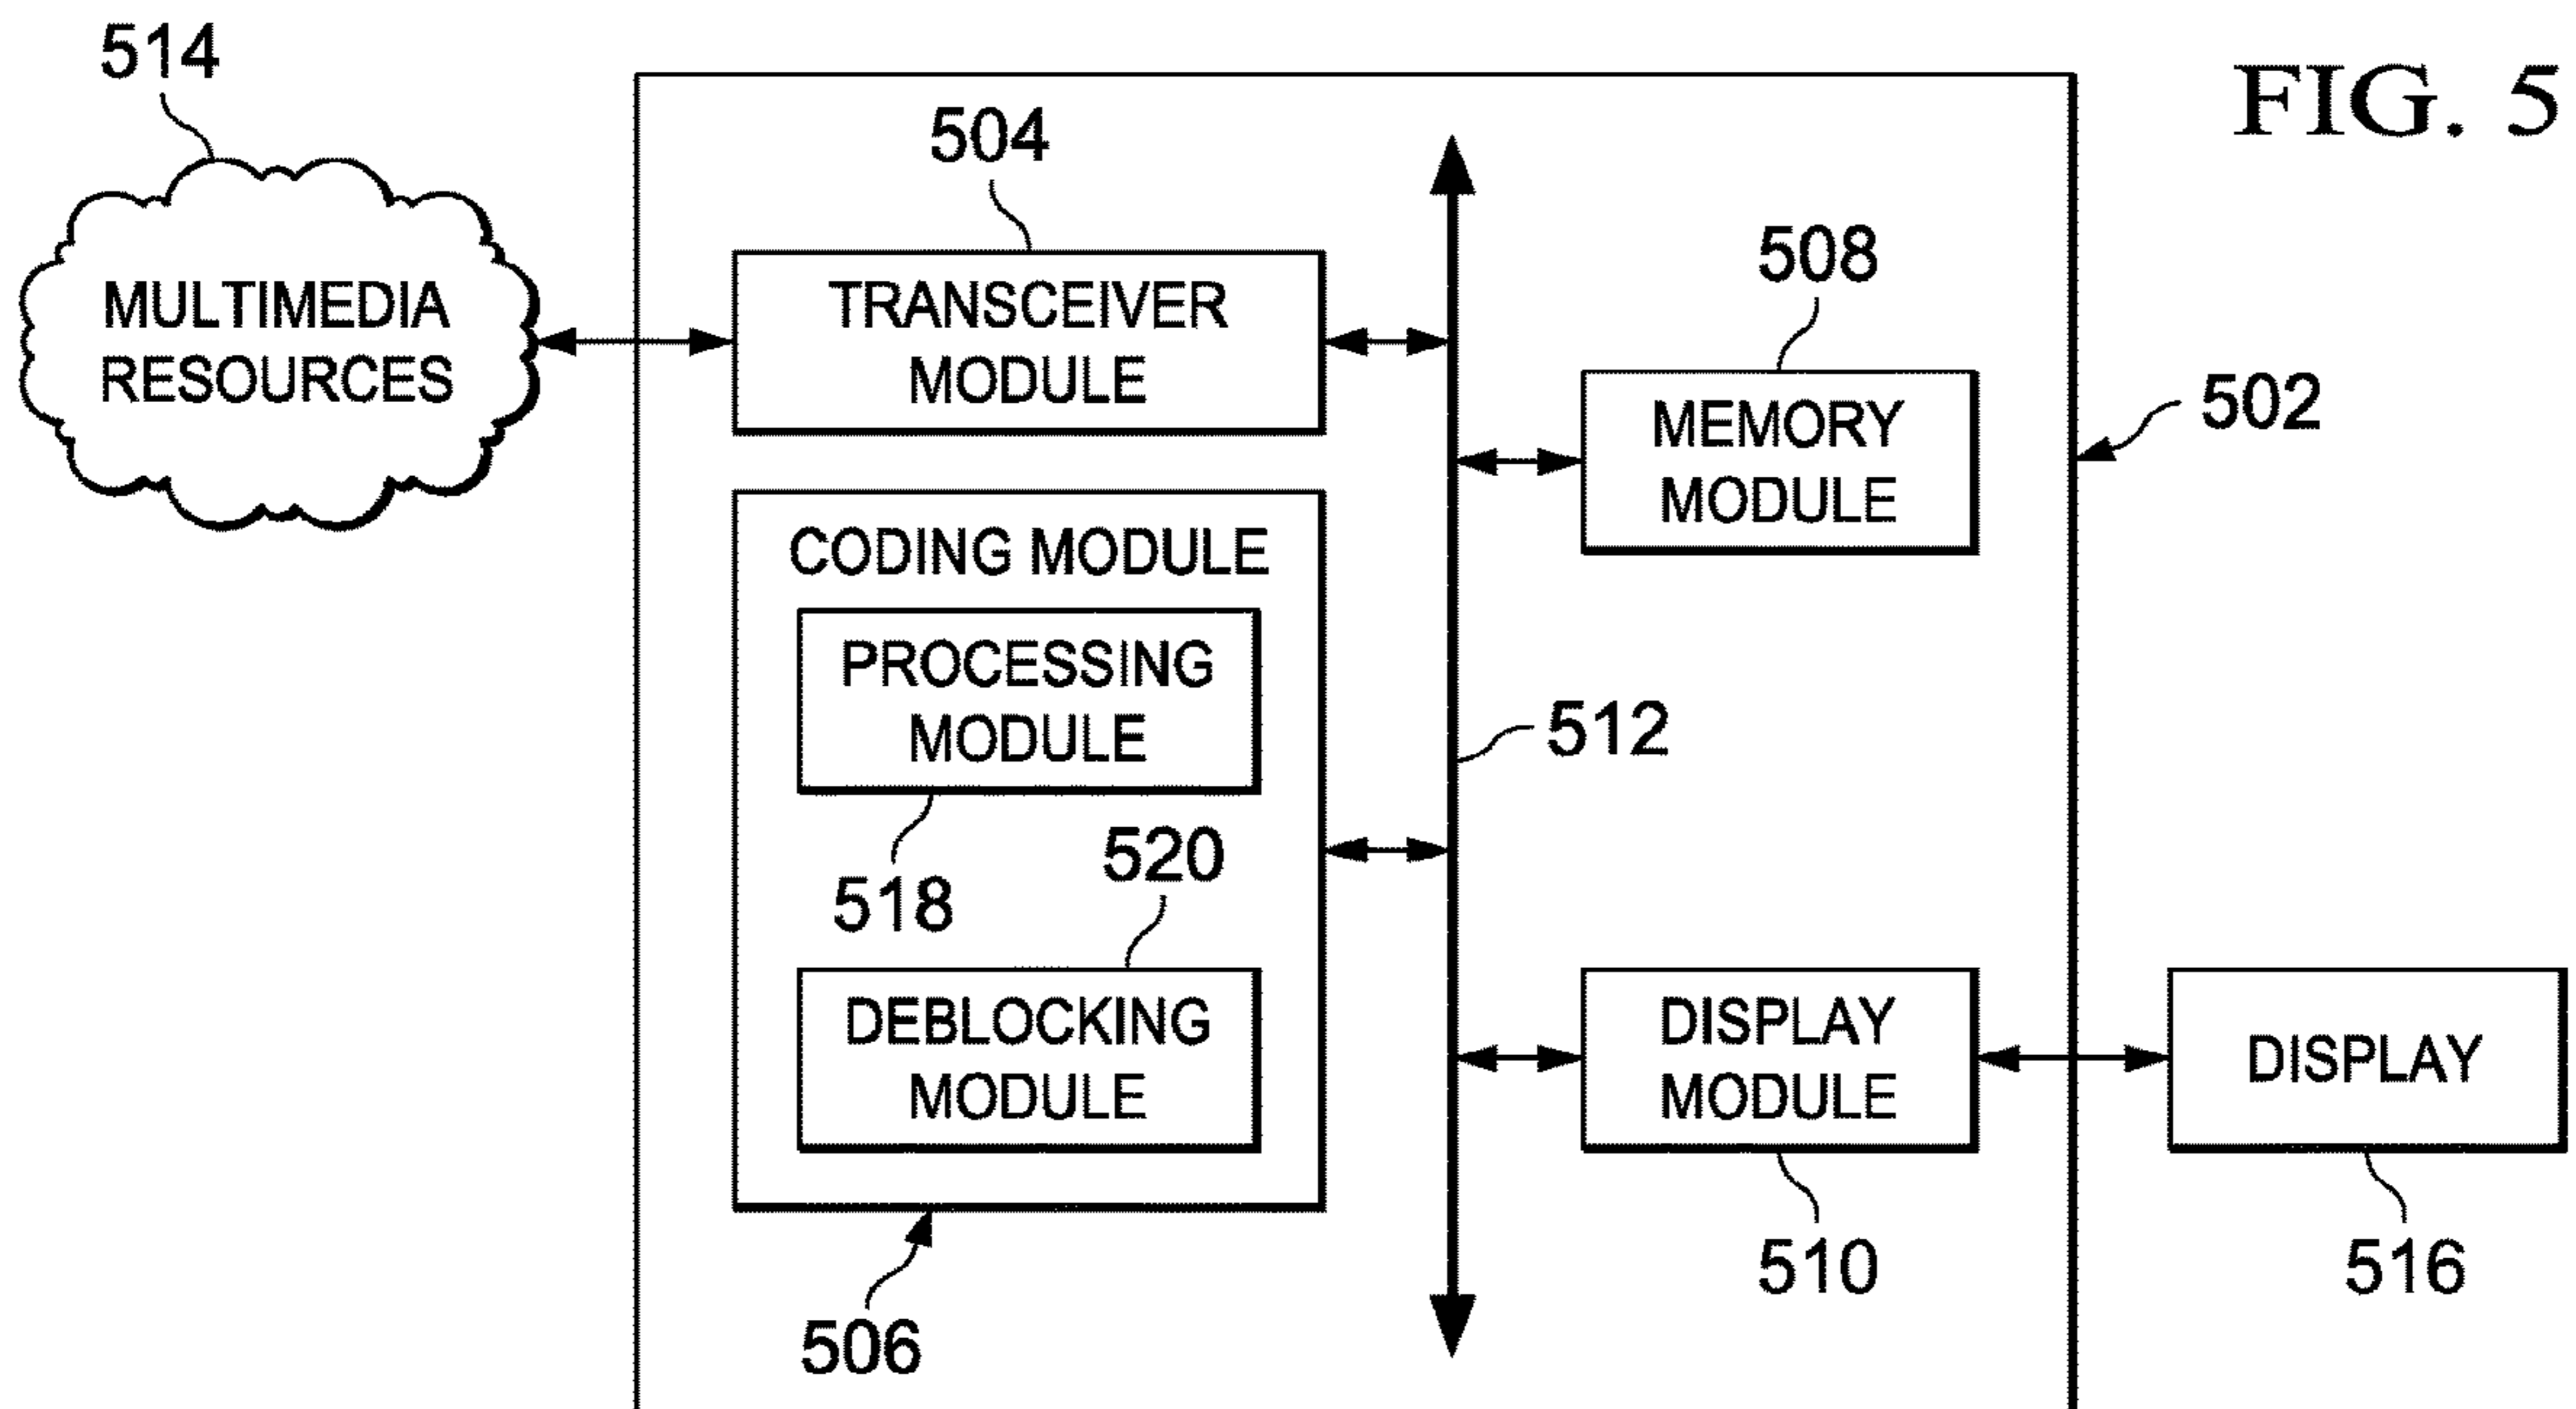 FIG. 5
514
504
508
MULTIMEDIA
RESOURCES
TRANSCEIVER
MODULE
MEMORY
MODULE
502
CODING MODULE
PROCESSING
MODULE
512
518
520
DEBLOCKING
MODULE
DISPLAY
MODULE
DISPLAY
510
516
506